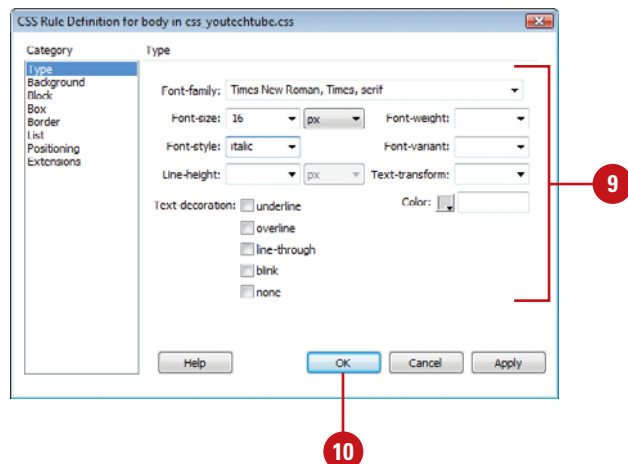 CSS Rule Definition for body in css_youtechtube.css
Category
Type
Type
Background
Block
Box
Border
List
Positioning
Extensions
Font-family: Times New Roman, Times, serif
Font-size: 16 px Font-weight:
Font-style: italic Font-variant:
Line-height: px Text-transform:
Text-decoration: underline Color:
overline
line-through
blink
none
9
Help OK Cancel Apply
10